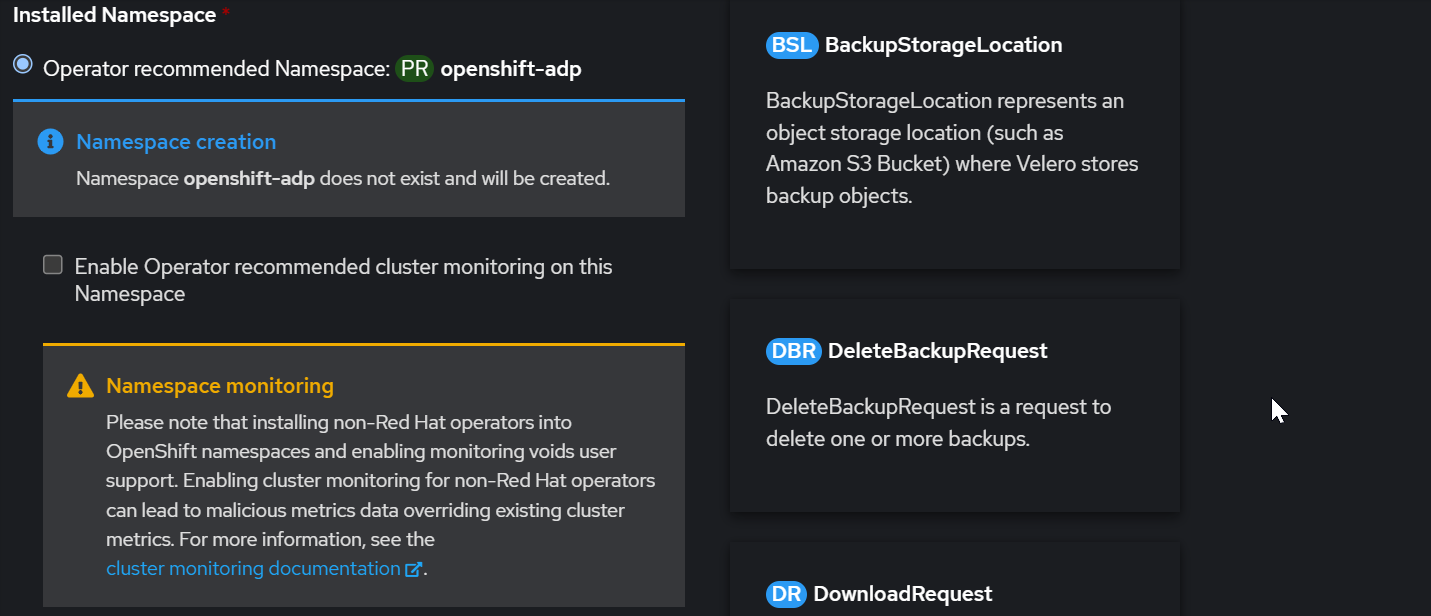 Installed Namespace *
Operator recommended Namespace: PR openshift-adp
Namespace creation
Namespace openshift-adp does not exist and will be created.
Enable Operator recommended cluster monitoring on this
Namespace
Namespace monitoring
Please note that installing non-Red Hat operators into
OpenShift namespaces and enabling monitoring voids user
support. Enabling cluster monitoring for non-Red Hat operators
can lead to malicious metrics data overriding existing cluster
metrics. For more information, see the
cluster monitoring documentation.
BSL BackupStorageLocation
BackupStorageLocation represents an
object storage location (such as
Amazon S3 Bucket) where Velero stores
backup objects.
DBR DeleteBackupRequest
DeleteBackupRequest is a request to
delete one or more backups.
DR DownloadRequest